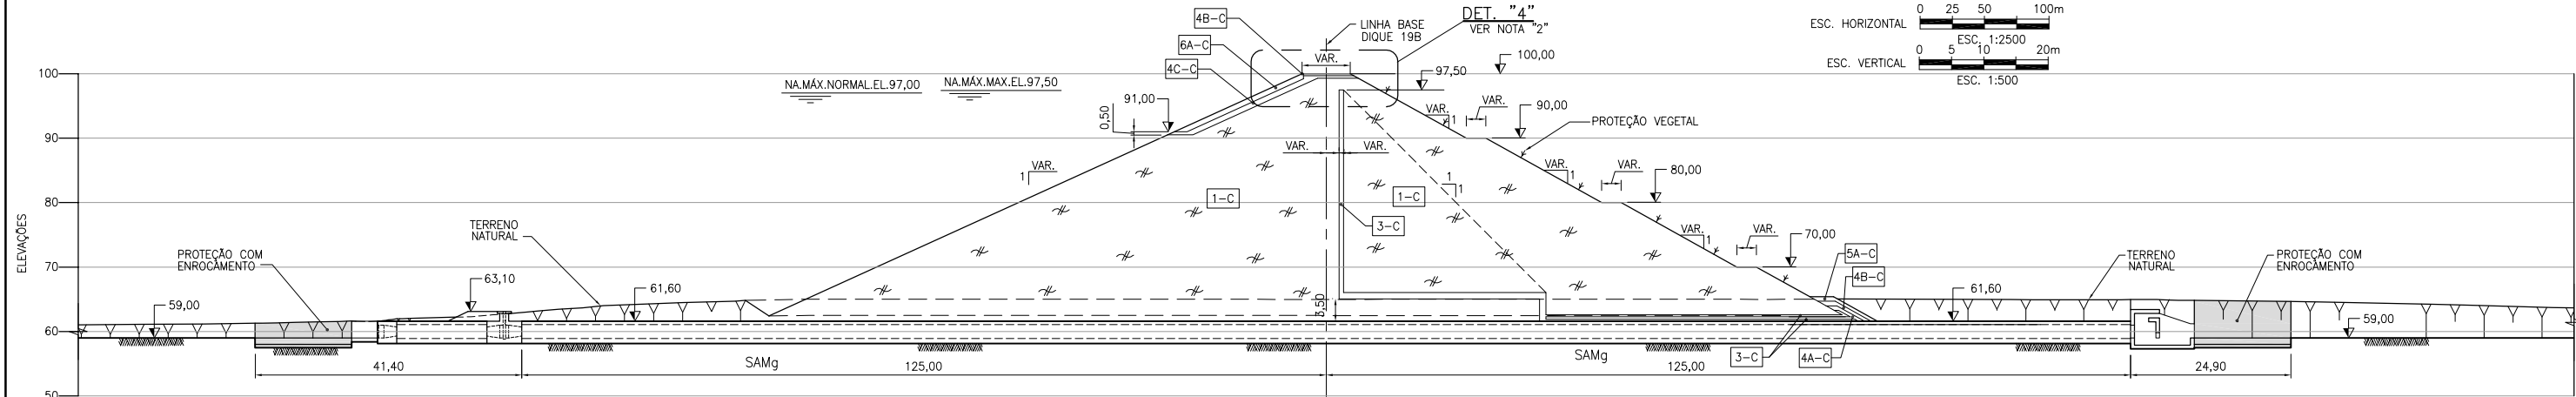 4B-C
6A-C
4C-C
LINHA BASE
DIQUE 19B
DET. "4"
VER NOTA "2"
VAR.
ESC. HORIZONTAL
0 25 50 100m
ESC. 1:2500
ESC. VERTICAL
0 5 10 20m
ESC. 1:500
ELEVAÇÕES
100
90
80
70
60
50
NA.MÁX.NORMAL.EL.97,00
NA.MÁX.MAX.EL.97,50
91,00
0,50
97,50
100,00
VAR.
1
VAR.
90,00
PROTEÇÃO VEGETAL
VAR.
VAR.
1
VAR.
VAR.
1
VAR.
80,00
1-C
1-C
1
1
3-C
VAR.
1
VAR.
70,00
5A-C
4B-C
TERRENO
NATURAL
PROTEÇÃO COM
ENROCAMENTO
TERRENO
NATURAL
PROTEÇÃO COM
ENROCAMENTO
59,00
63,10
61,60
3,50
61,60
59,00
SAMg
SAMg
3-C
4A-C
41,40
125,00
125,00
24,90